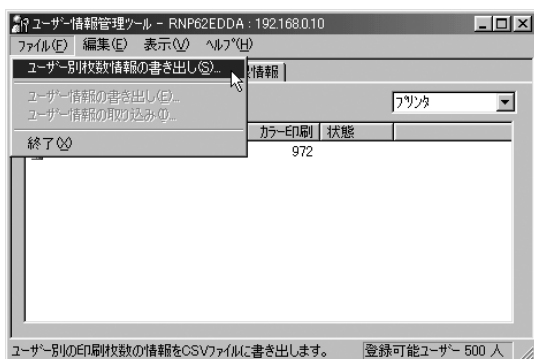 ユーザー情報管理ツール - RNP62EDDA : 192.168.0.10
ファイル(F) 編集(E) 表示(V) ヘルプ(H)
ユーザー別枚数情報の書き出し(S)...
情報
ユーザー情報の書き出し(E)...
ユーザー情報の取り込み(I)...
プリンタ
終了(X)
カラー印刷 状態
972
ユーザー別の印刷枚数の情報をCSVファイルに書き出します。 登録可能ユーザー 500 人